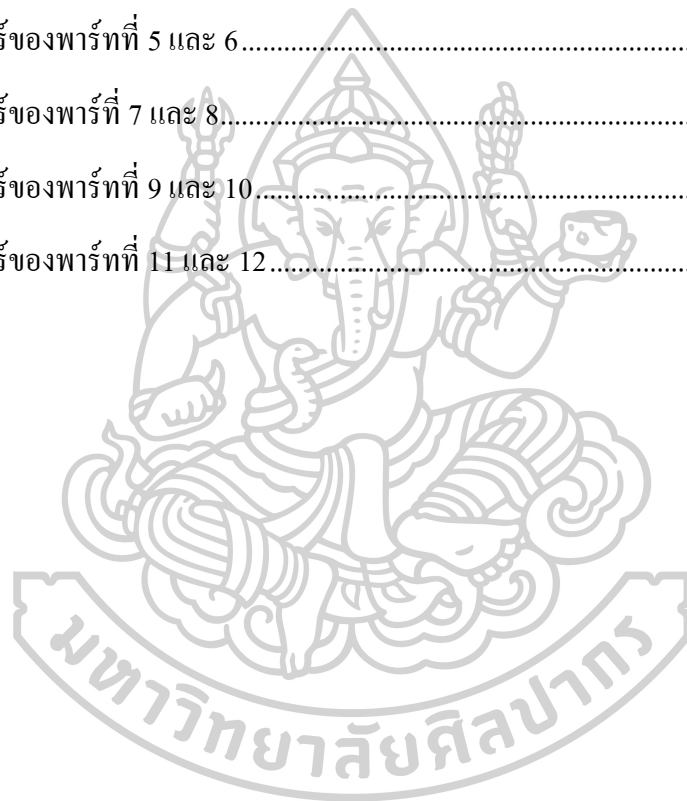 ร์ของพาร์ทที่ 5 และ 6
ร์ของพาร์ที่ 7 และ 8
ร์ของพาร์ทที่ 9 และ 10
ร์ของพาร์ทที่ 11 และ 12
มหาวิทยาลัยศิลปากร